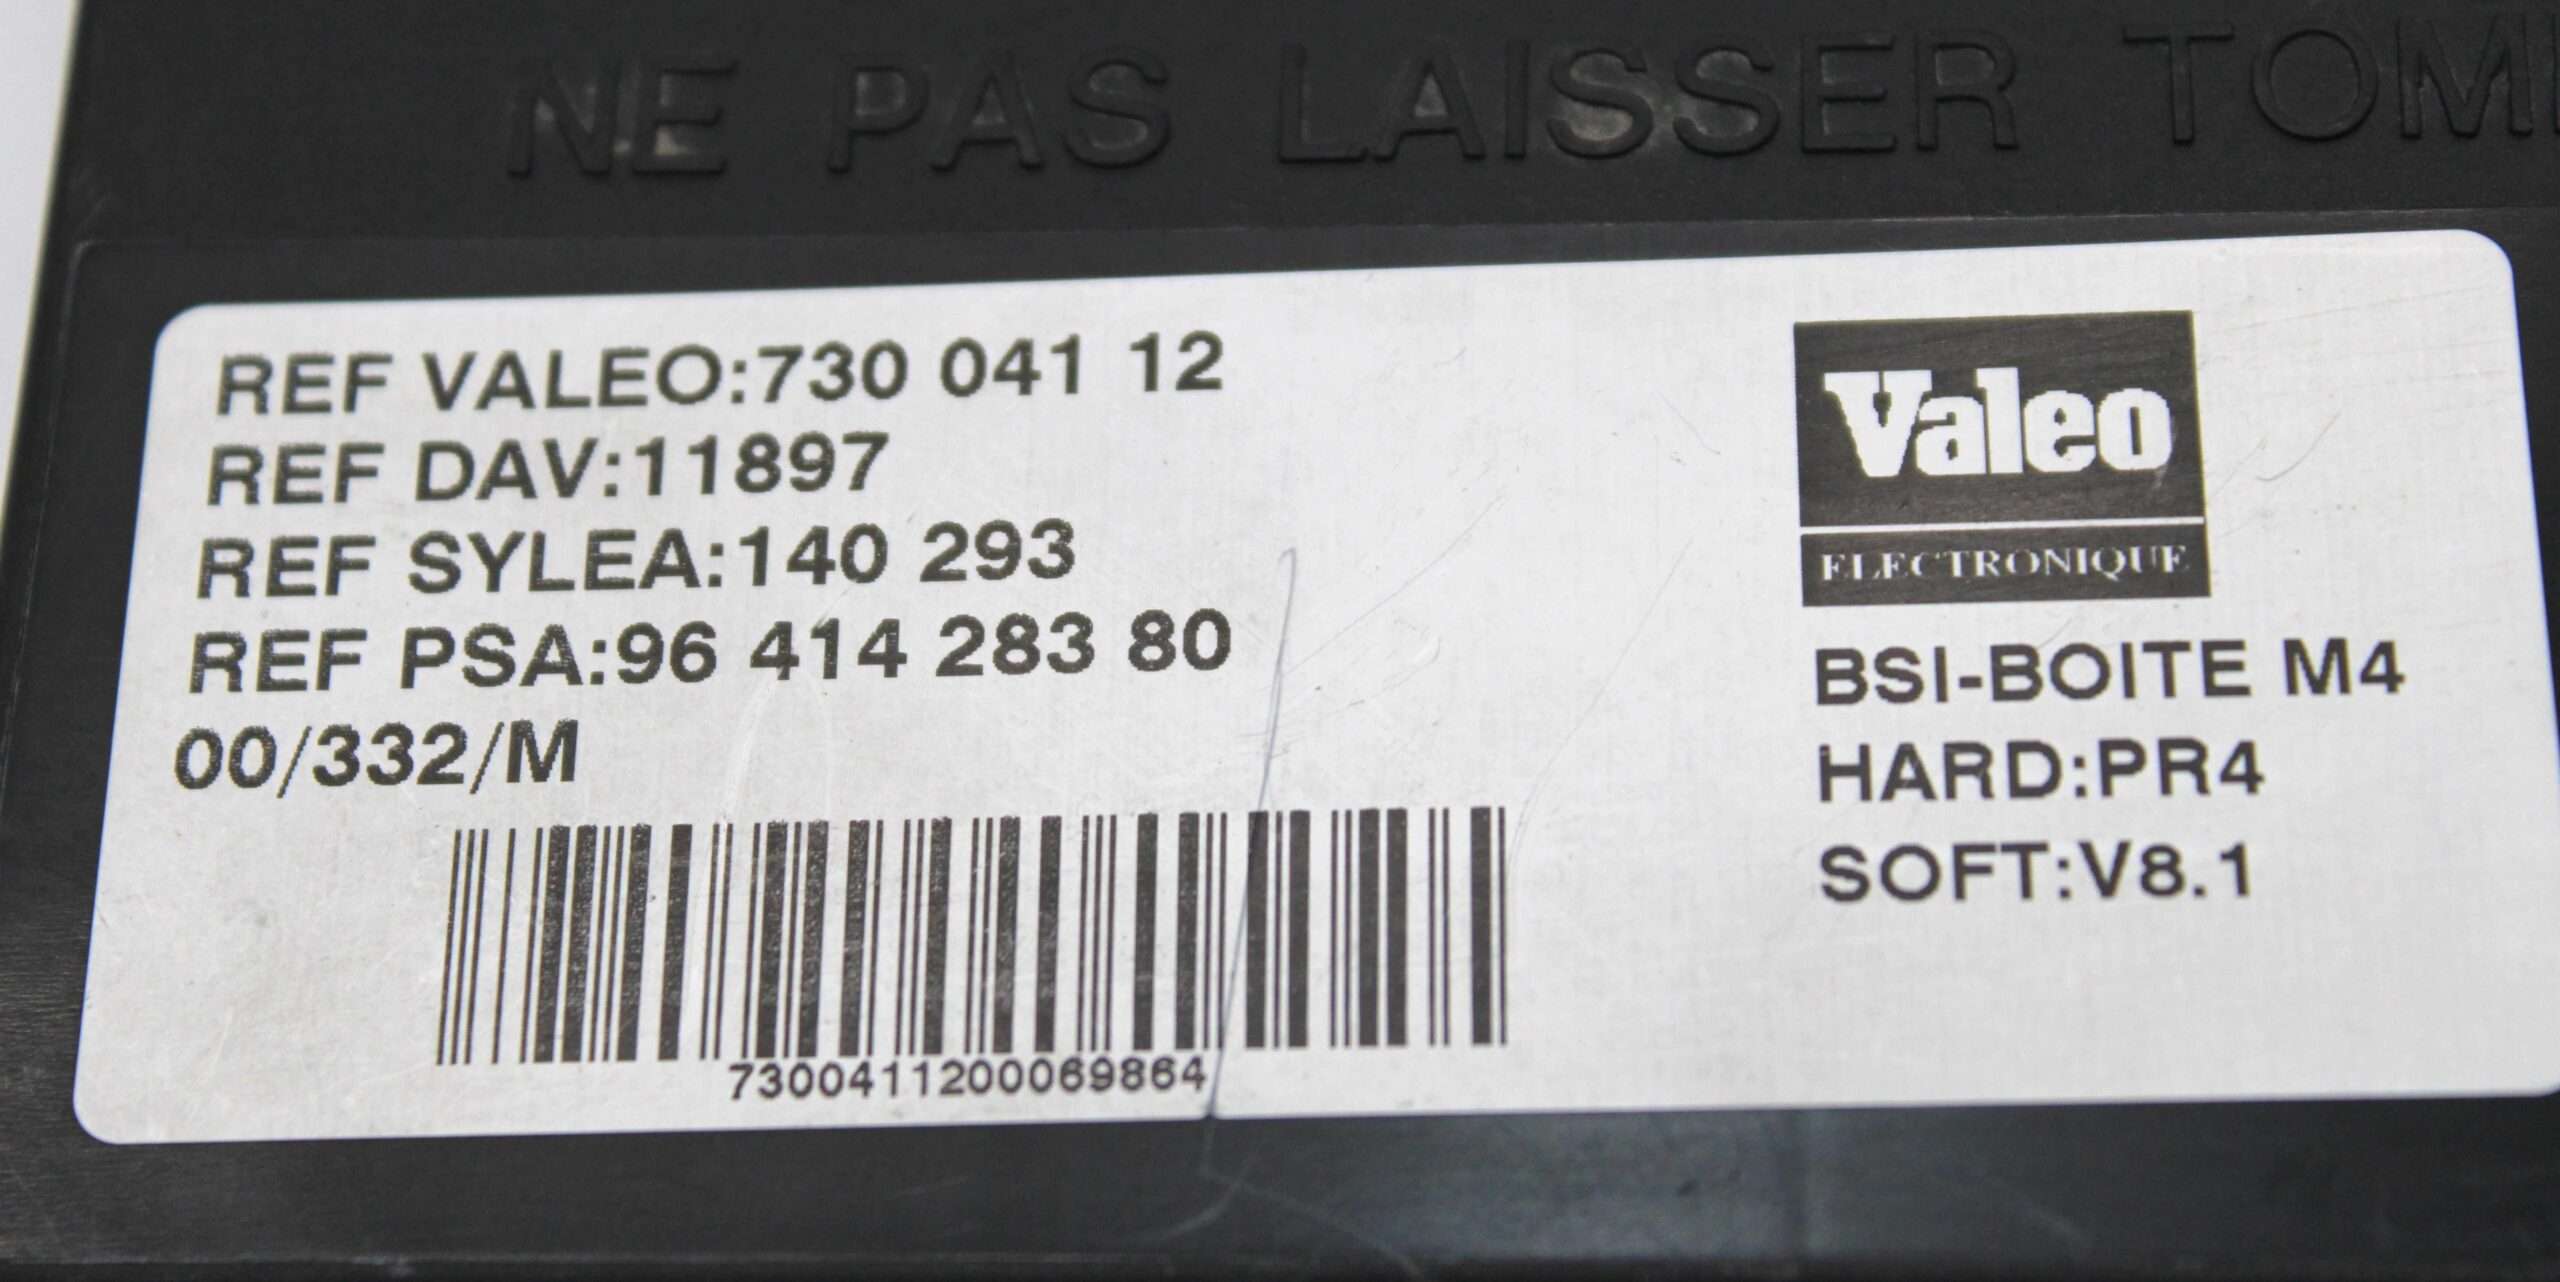 NE PAS LAISSER TOM
REF VALEO:730 041 12
REF DAV:11897
REF SYLEA:140 293
REF PSA:96 414 283 80
00/332/M
7300411200069864
Valeo
ELECTRONIQUE
BSI-BOITE M4
HARD:PR4
SOFT:V8.1